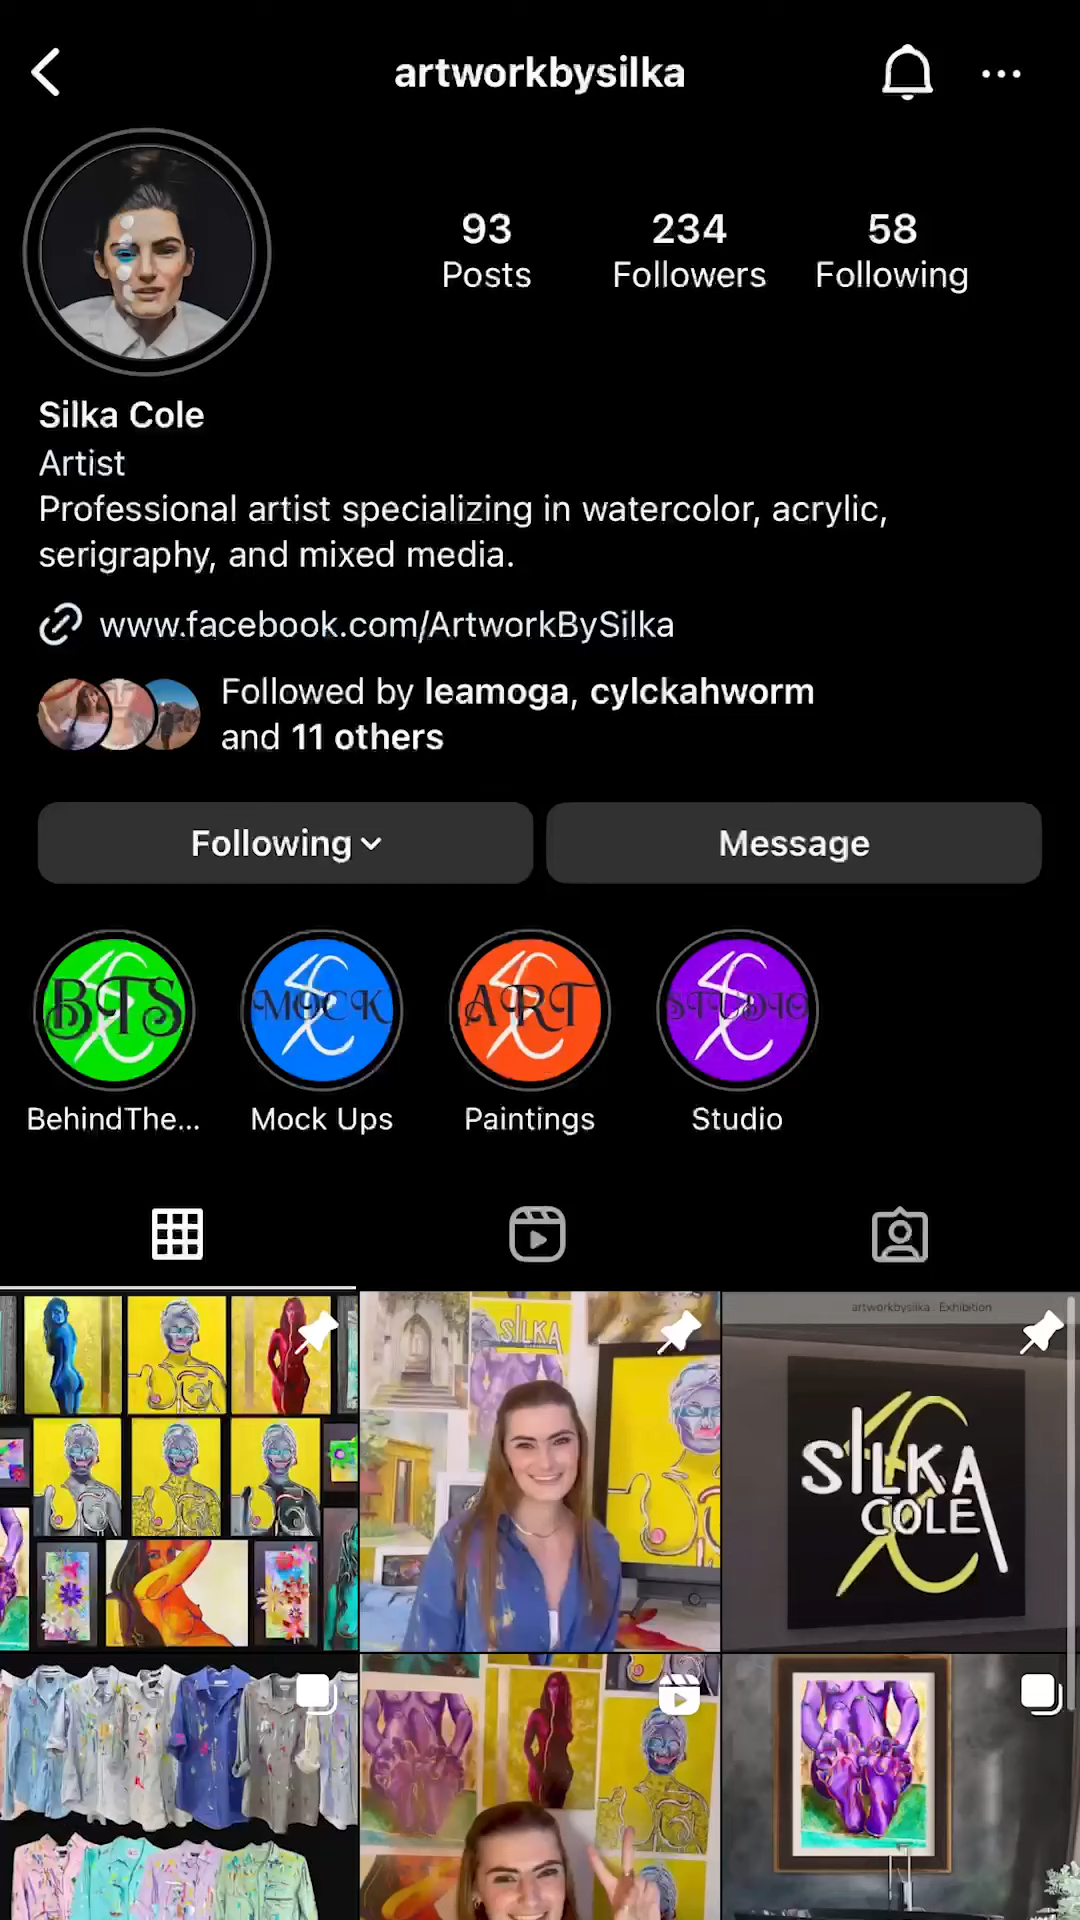 artworkbysilka
93
Posts
234
Followers
58
Following
Silka Cole
Artist
Professional artist specializing in watercolor, acrylic,
serigraphy, and mixed media.
www.facebook.com/ArtworkBySilka
Followed by leamoga, cylckahworm
and 11 others
Following
Message
BTS
MOCK
ART
STUDIO
BehindThe...
Mock Ups
Paintings
Studio
SILKA
artworkbysilka . Exhibition
SILKA
COLE